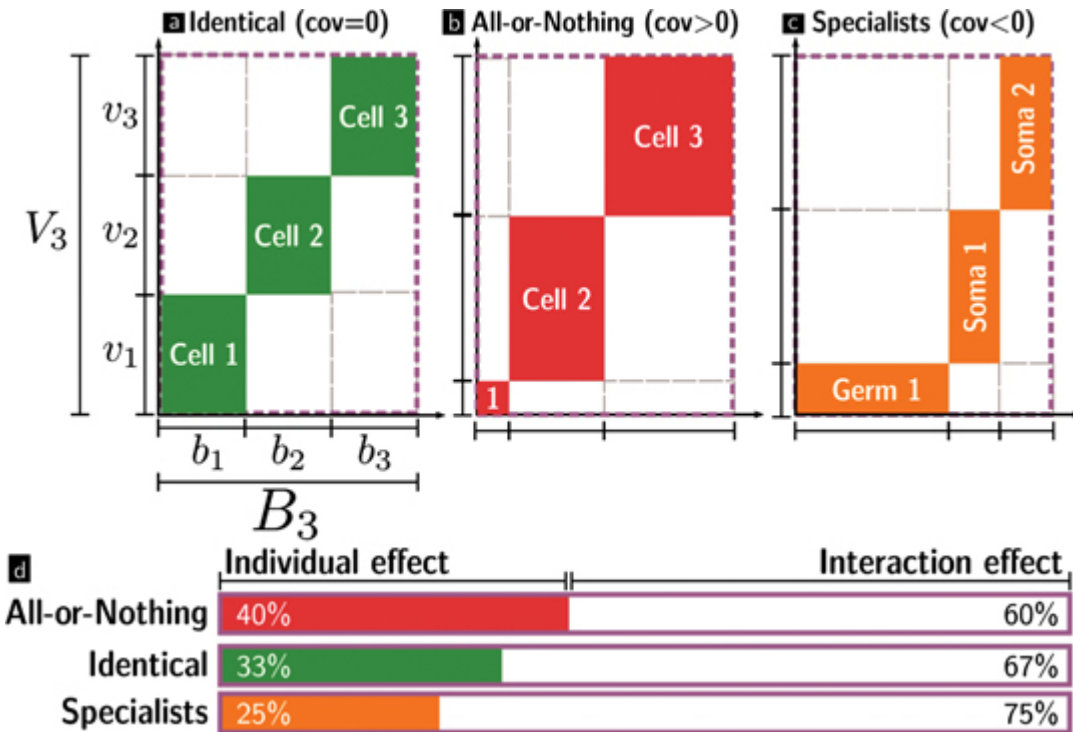 a Identical (cov=0)
b All-or-Nothing (cov>0)
c Specialists (cov<0)
V₃
v₃
v₂
v₁
Cell 3
Cell 2
Cell 1
b₁ b₂ b₃
B₃
Cell 3
Cell 2
1
Soma 2
Soma 1
Germ 1
d
Individual effect Interaction effect
All-or-Nothing 40% 60%
Identical 33% 67%
Specialists 25% 75%